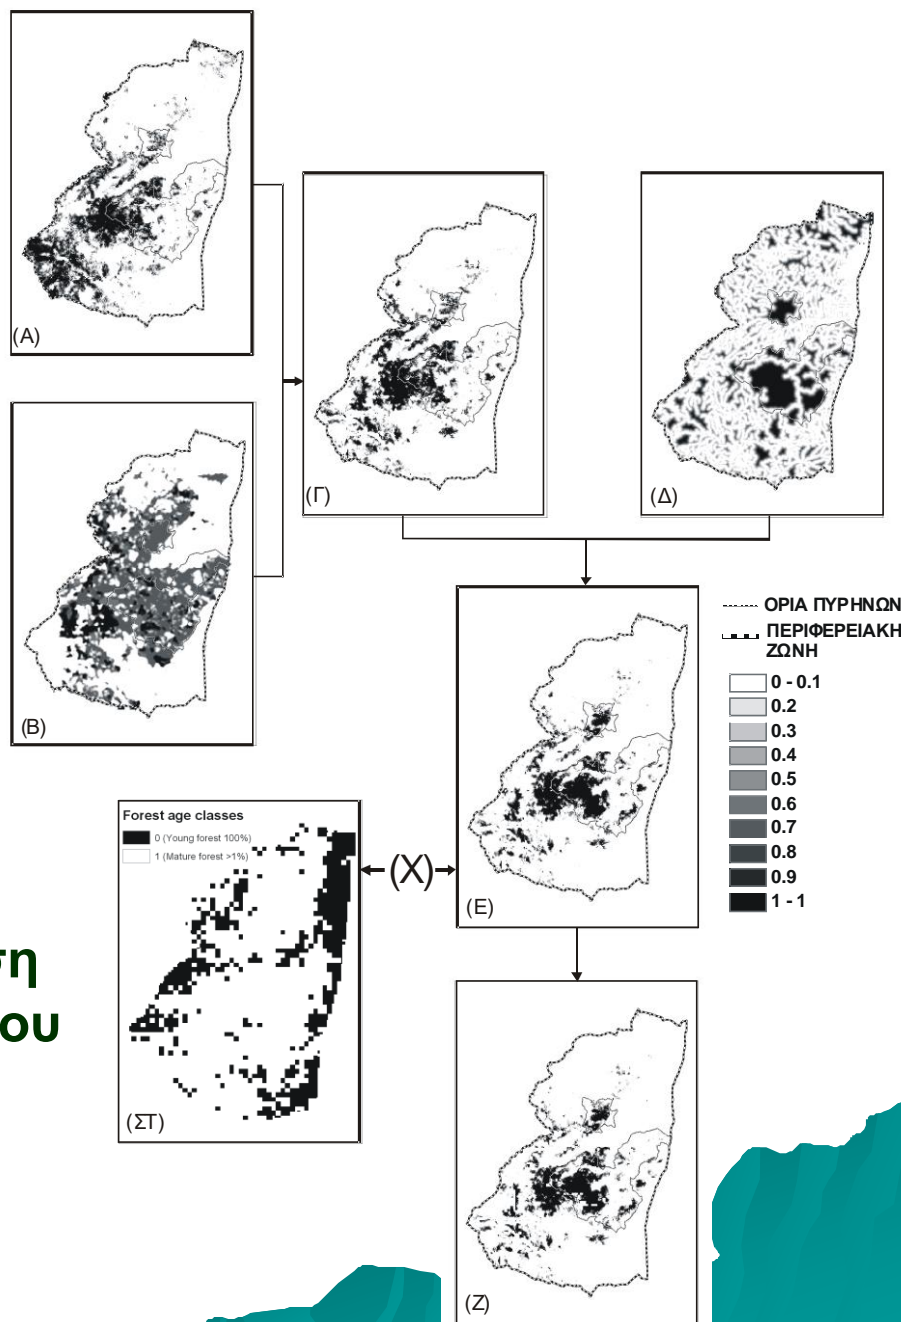 (Α)
(Γ)
(Δ)
(Β)
ΟΡΙΑ ΠΥΡΗΝΩΝ
ΠΕΡΙΦΕΡΕΙΑΚΗ
ΖΩΝΗ
0 - 0.1
0.2
0.3
0.4
0.5
0.6
0.7
0.8
0.9
1 - 1
Forest age classes
0 (Young forest 100%)
1 (Mature forest >1%)
(Χ)
(Ε)
ση
ου
(ΣΤ)
(Ζ)